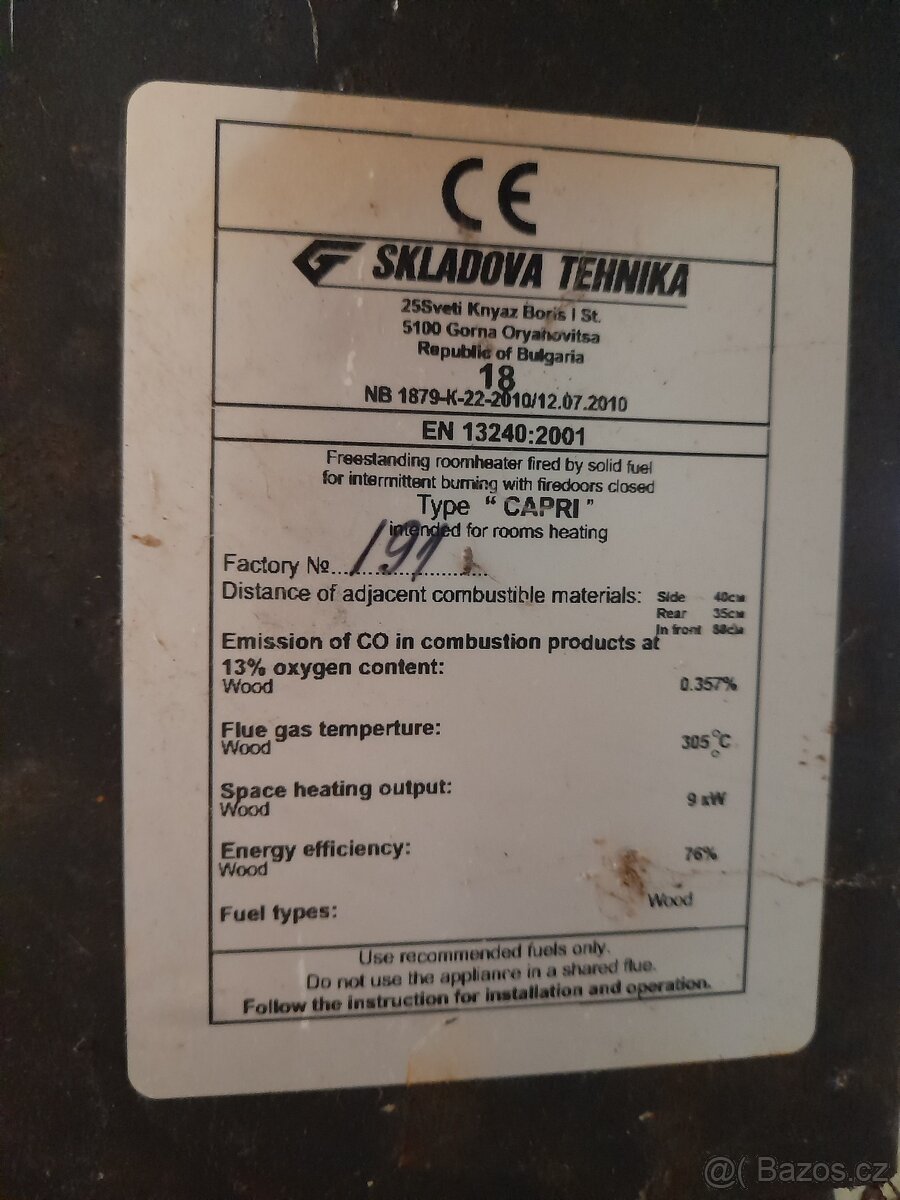 CE
SKLADOVA TEHNIKA
25Sveti Knyaz Boris I St.
5100 Gorna Oryahovitsa
Republic of Bulgaria
18
NB 1879-K-22-2010/12.07.2010
EN 13240:2001
Freestanding roomheater fired by solid fuel
for intermittent burning with firedoors closed
Type “ CAPRI ”
intended for rooms heating
Factory №..................
Distance of adjacent combustible materials: Side 40см
Rear 35см
In front 80см
Emission of CO in combustion products at
13% oxygen content:
Wood 0.357%
Flue gas temperture:
Wood 305°C
Space heating output:
Wood 9 кW
Energy efficiency:
Wood 76%
Fuel types: Wood
Use recommended fuels only.
Do not use the appliance in a shared flue.
Follow the instruction for installation and operation.
@( Bazos.cz